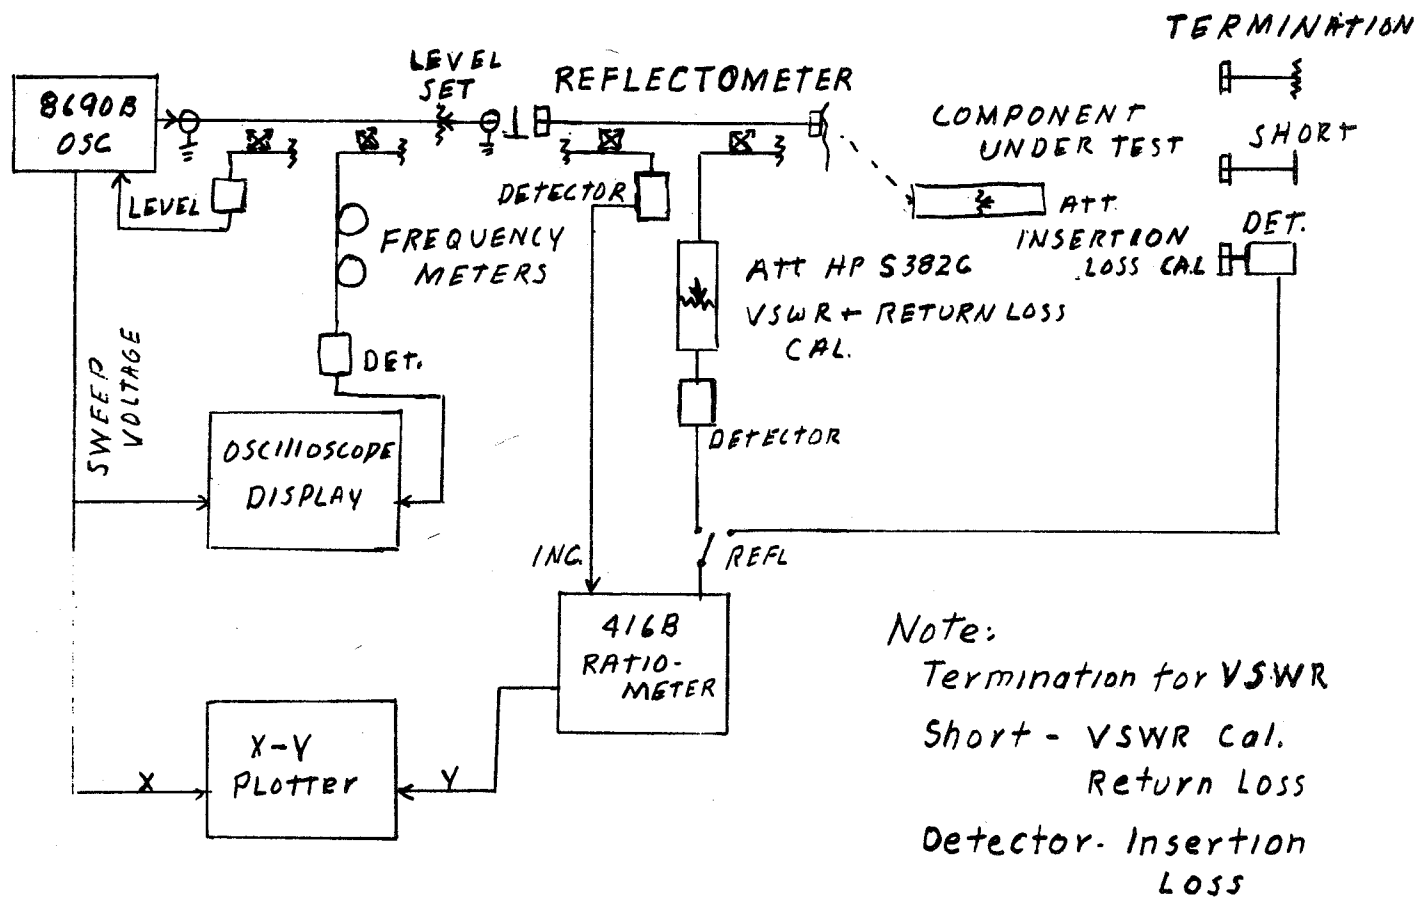 TERMINATION
LEVEL
SET
REFLECTOMETER
8690B
OSC
COMPONENT
UNDER TEST
SHORT
LEVEL
DETECTOR
ATT.
FREQUENCY
METERS
INSERTION
LOSS CAL
DET.
Att HP S382C
VSWR + RETURN LOSS
CAL.
DET.
SWEEP
VOLTAGE
DETECTOR
OSCIllOSCOPE
DISPLAY
INC.
REFL
416B
RATIO-
METER
X-Y
PLOTTER
X
Y
Note:
Termination for VSWR
Short - VSWR Cal.
Return Loss
Detector- Insertion
Loss